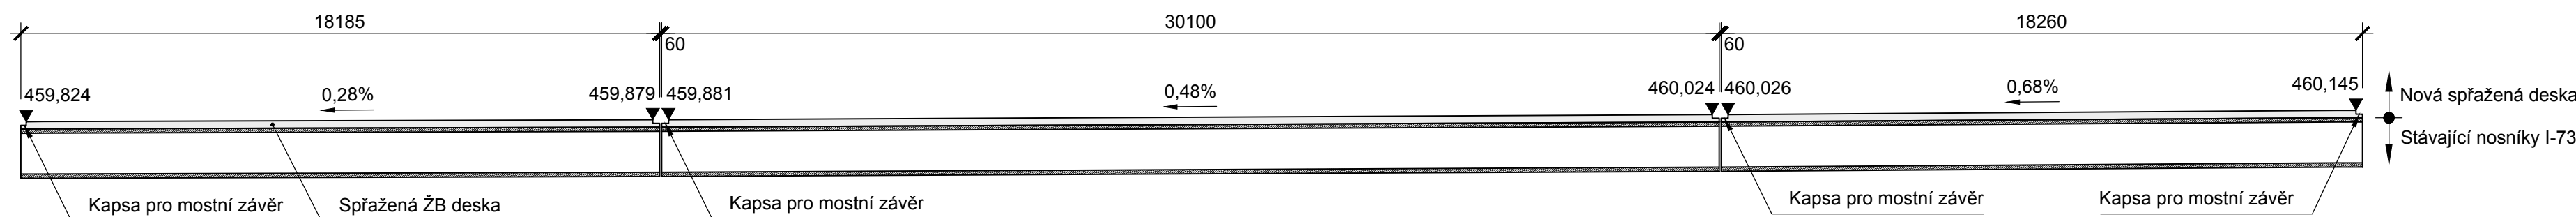 18185
60
30100
60
18260
459,824
0,28%
459,879
459,881
0,48%
460,024
460,026
0,68%
460,145
Nová spřažená deska
Stávající nosníky I-73
Kapsa pro mostní závěr
Spřažená ŽB deska
Kapsa pro mostní závěr
Kapsa pro mostní závěr
Kapsa pro mostní závěr